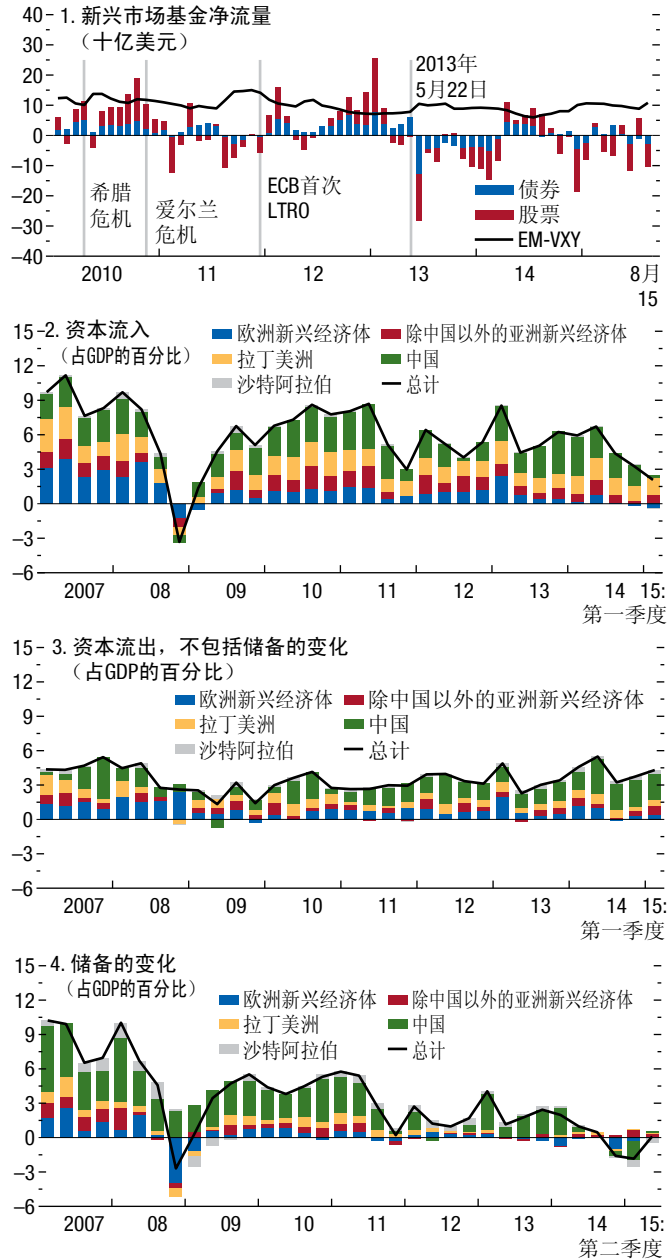 1. 新兴市场基金净流量
（十亿美元）
40
30
20
10
0
–10
–20
–30
–40
2013年
5月22日
希腊
危机
爱尔兰
危机
ECB首次
LTRO
债券
股票
EM-VXY
2010 11 12 13 14 8月
15
2. 资本流入
（占GDP的百分比）
欧洲新兴经济体 除中国以外的亚洲新兴经济体
拉丁美洲 中国
沙特阿拉伯 总计
15
12
9
6
3
0
–3
–6
2007 08 09 10 11 12 13 14 15:
第一季度
3. 资本流出，不包括储备的变化
（占GDP的百分比）
欧洲新兴经济体 除中国以外的亚洲新兴经济体
拉丁美洲 中国
沙特阿拉伯 总计
15
12
9
6
3
0
–3
–6
2007 08 09 10 11 12 13 14 15:
第一季度
4. 储备的变化
（占GDP的百分比）
欧洲新兴经济体 除中国以外的亚洲新兴经济体
拉丁美洲 中国
沙特阿拉伯 总计
15
12
9
6
3
0
–3
–6
2007 08 09 10 11 12 13 14 15:
第二季度